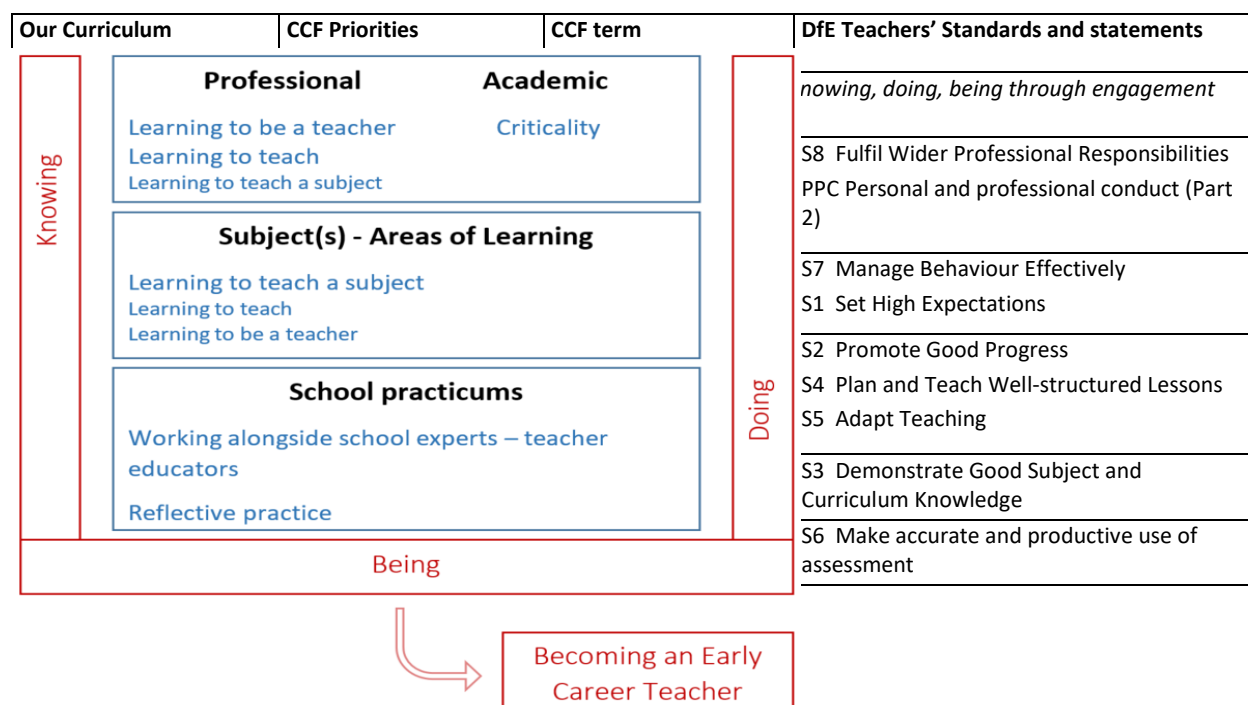 Our Curriculum CCF Priorities CCF term DfE Teachers' Standards and statements
Knowing
Professional Academic
Learning to be a teacher Criticality
Learning to teach
Learning to teach a subject
Subject(s) - Areas of Learning
Learning to teach a subject
Learning to teach
Learning to be a teacher
School practicums
Working alongside school experts – teacher
educators
Reflective practice
Doing
Being
Becoming an Early
Career Teacher
nowing, doing, being through engagement
S8 Fulfil Wider Professional Responsibilities
PPC Personal and professional conduct (Part
2)
S7 Manage Behaviour Effectively
S1 Set High Expectations
S2 Promote Good Progress
S4 Plan and Teach Well-structured Lessons
S5 Adapt Teaching
S3 Demonstrate Good Subject and
Curriculum Knowledge
S6 Make accurate and productive use of
assessment